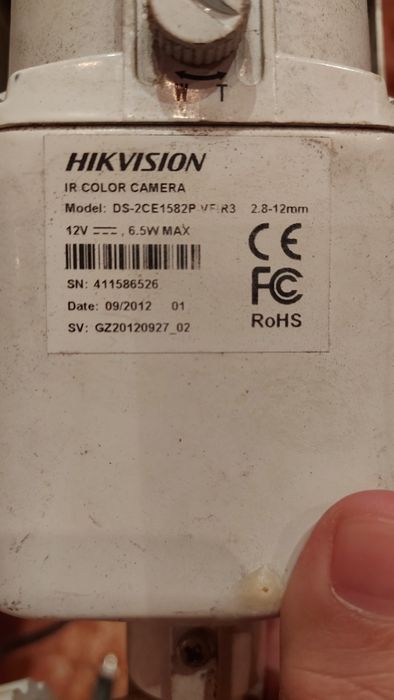 W T
HIKVISION
IR COLOR CAMERA
Model: DS-2CE1582P-VFIR3 2.8-12mm
12V ⎓, 6.5W MAX
CE
SN: 411586526
FC
Date: 09/2012 01
RoHS
SV: GZ20120927_02